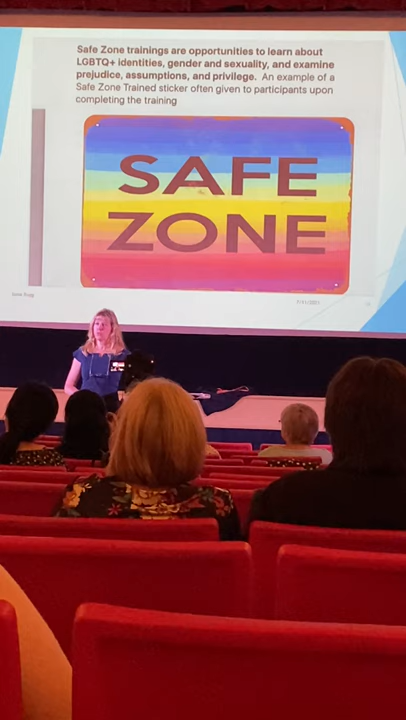 Safe Zone trainings are opportunities to learn about
LGBTQ+ identities, gender and sexuality, and examine
prejudice, assumptions, and privilege. An example of a
Safe Zone Trained sticker often given to participants upon
completing the training
SAFE
ZONE